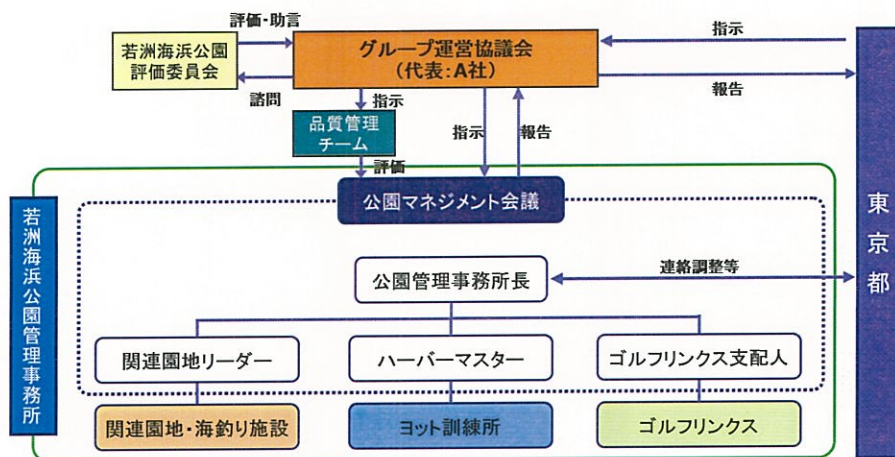 評価・助言
指示
若洲海浜公園
評価委員会
グループ運営協議会
(代表:A社)
諮問
指示
報告
品質管理
チーム
指示
報告
評価
公園マネジメント会議
若洲海浜公園管理事務所
東京都
公園管理事務所長
連絡調整等
関連園地リーダー
ハーバーマスター
ゴルフリンクス支配人
関連園地・海釣り施設
ヨット訓練所
ゴルフリンクス